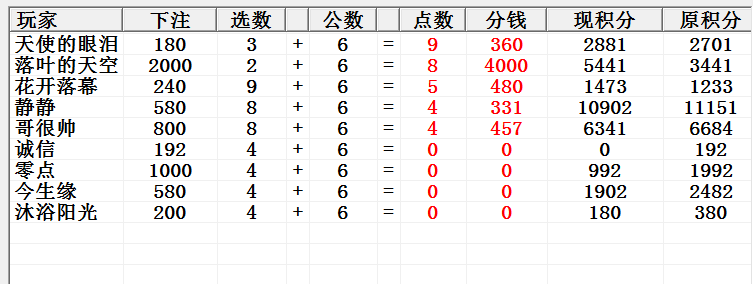 玩家 下注 选数 公数 点数 分钱 现积分 原积分
天使的眼泪 180 3 + 6 = 9 360 2881 2701
落叶的天空 2000 2 + 6 = 8 4000 5441 3441
花开落幕 240 9 + 6 = 5 480 1473 1233
静静 580 8 + 6 = 4 331 10902 11151
哥很帅 800 8 + 6 = 4 457 6341 6684
诚信 192 4 + 6 = 0 0 0 192
零点 1000 4 + 6 = 0 0 992 1992
今生缘 580 4 + 6 = 0 0 1902 2482
沐浴阳光 200 4 + 6 = 0 0 180 380